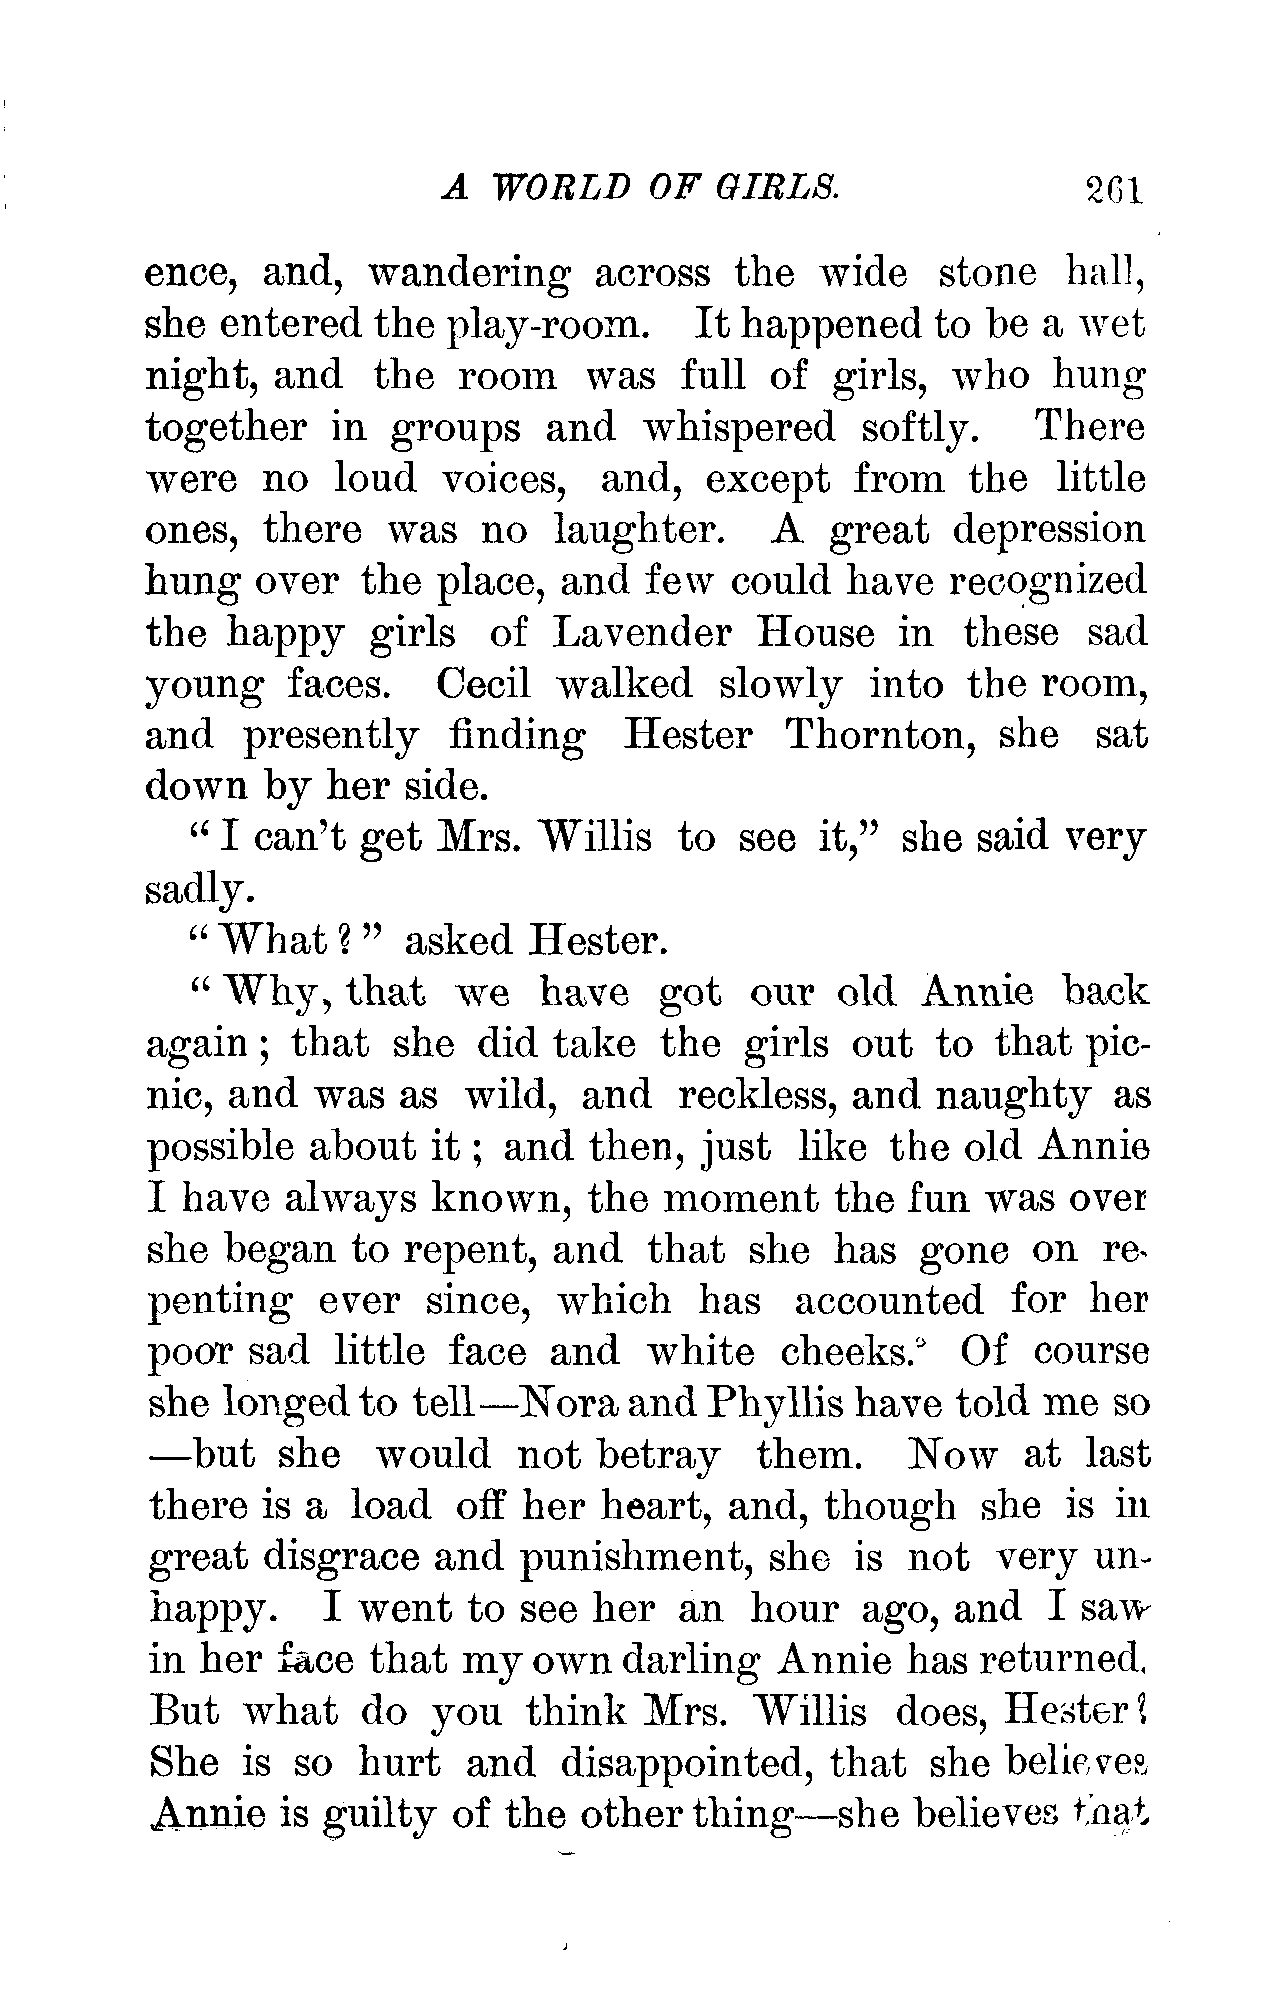 A WORLD OF GIRLS. 261
ence, and, wandering across the wide stone hall,
she entered the play-room. It happened to be a wet
night, and the room was full of girls, who hung
together in groups and whispered softly. There
were no loud voices, and, except from the little
ones, there was no laughter. A great depression
hung over the place, and few could have recognized
the happy girls of Lavender House in these sad
young faces. Cecil walked slowly into the room,
and presently finding Hester Thornton, she sat
down by her side.
“I can’t get Mrs. Willis to see it,” she said very
sadly.
“What?” asked Hester.
“Why, that we have got our old Annie back
again; that she did take the girls out to that pic-
nic, and was as wild, and reckless, and naughty as
possible about it; and then, just like the old Annie
I have always known, the moment the fun was over
she began to repent, and that she has gone on re-
penting ever since, which has accounted for her
poor sad little face and white cheeks.” Of course
she longed to tell—Nora and Phyllis have told me so
—but she would not betray them. Now at last
there is a load off her heart, and, though she is in
great disgrace and punishment, she is not very un-
happy. I went to see her an hour ago, and I saw
in her face that my own darling Annie has returned.
But what do you think Mrs. Willis does, Hester?
She is so hurt and disappointed, that she believes
Annie is guilty of the other thing—she believes that